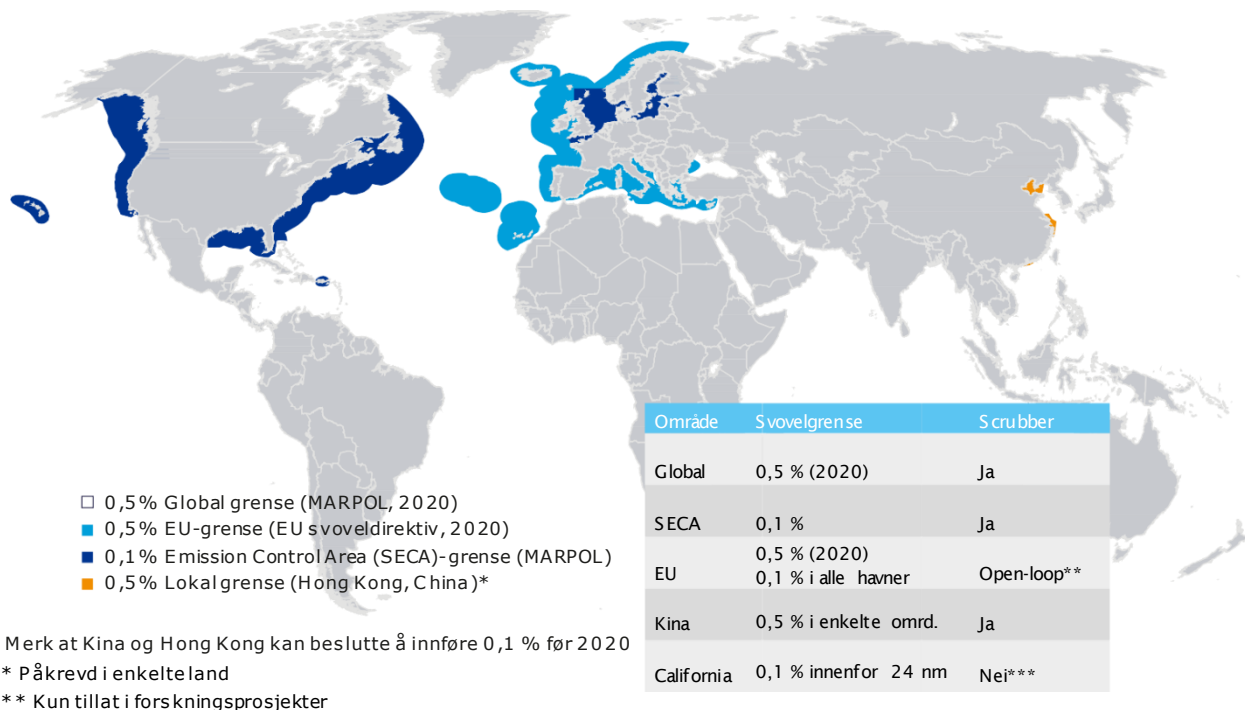 Område Svovelgrense Scrubber
Global 0,5 % (2020) Ja
SECA 0,1 % Ja
EU 0,5 % (2020) 0,1 % i alle havner Open-loop**
Kina 0,5 % i enkelte omrd. Ja
California 0,1 % innenfor 24 nm Nei***
0,5% Global grense (MARPOL, 2020)
0,5% EU-grense (EU svoveldirektiv, 2020)
0,1% Emission Control Area (SECA)-grense (MARPOL)
0,5% Lokal grense (Hong Kong, China)*
Merk at Kina og Hong Kong kan beslutte å innføre 0,1 % før 2020
* Påkrevd i enkelte land
** Kun tillat i forskningsprosjekter